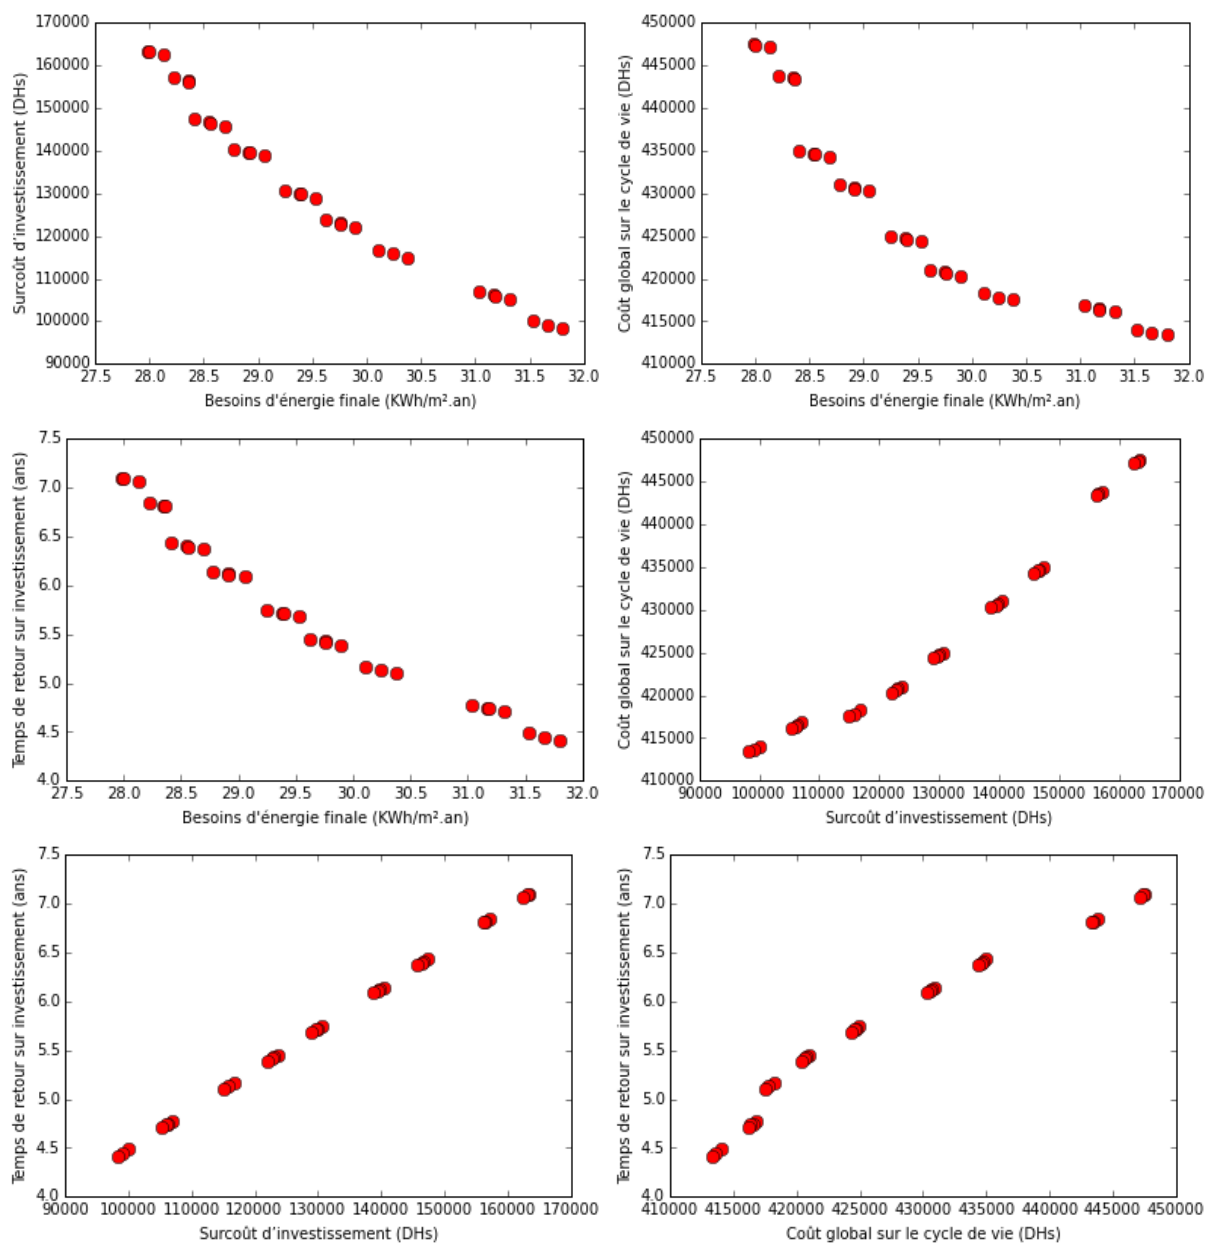 170000
160000
150000
140000
130000
120000
110000
100000
90000
Surcoût d’investissement (DHs)
27.5 28.0 28.5 29.0 29.5 30.0 30.5 31.0 31.5 32.0
Besoins d'énergie finale (KWh/m².an)
450000
445000
440000
435000
430000
425000
420000
415000
410000
Coût global sur le cycle de vie (DHs)
27.5 28.0 28.5 29.0 29.5 30.0 30.5 31.0 31.5 32.0
Besoins d'énergie finale (KWh/m².an)
7.5
7.0
6.5
6.0
5.5
5.0
4.5
4.0
Temps de retour sur investissement (ans)
27.5 28.0 28.5 29.0 29.5 30.0 30.5 31.0 31.5 32.0
Besoins d'énergie finale (KWh/m².an)
450000
445000
440000
435000
430000
425000
420000
415000
410000
Coût global sur le cycle de vie (DHs)
90000 100000 110000 120000 130000 140000 150000 160000 170000
Surcoût d’investissement (DHs)
7.5
7.0
6.5
6.0
5.5
5.0
4.5
4.0
Temps de retour sur investissement (ans)
90000 100000 110000 120000 130000 140000 150000 160000 170000
Surcoût d’investissement (DHs)
7.5
7.0
6.5
6.0
5.5
5.0
4.5
4.0
Temps de retour sur investissement (ans)
410000 415000 420000 425000 430000 435000 440000 445000 450000
Coût global sur le cycle de vie (DHs)